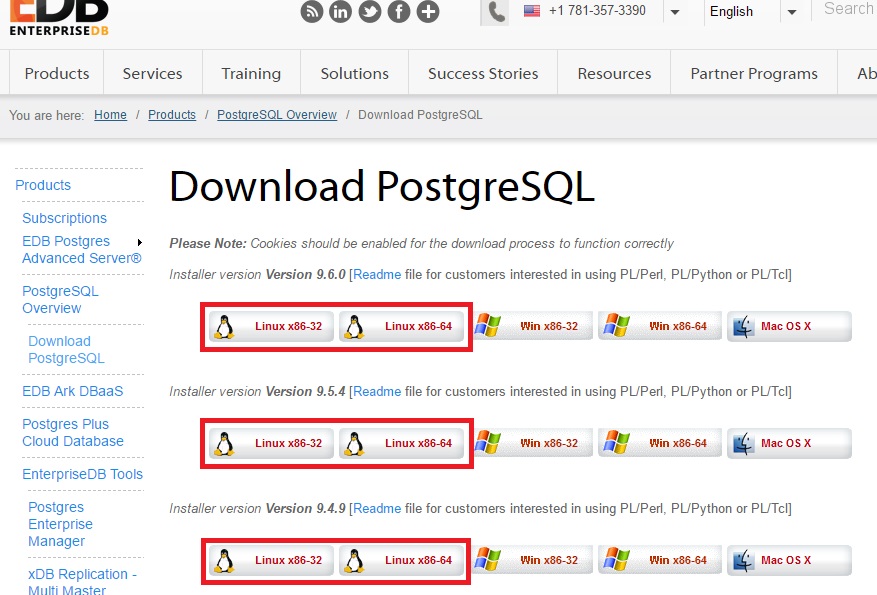 EDB
ENTERPRISEDB
+1 781-357-3390
English
Search
Products Services Training Solutions Success Stories Resources Partner Programs Ab
You are here: Home / Products / PostgreSQL Overview / Download PostgreSQL
Products
Subscriptions
EDB Postgres
Advanced Server®
PostgreSQL
Overview
Download
PostgreSQL
EDB Ark DBaaS
Postgres Plus
Cloud Database
EnterpriseDB Tools
Postgres
Enterprise
Manager
xDB Replication -
Multi Master
Download PostgreSQL
Please Note: Cookies should be enabled for the download process to function correctly
Installer version Version 9.6.0 [Readme file for customers interested in using PL/Perl, PL/Python or PL/Tcl]
Linux x86-32 Linux x86-64 Win x86-32 Win x86-64 Mac OS X
Installer version Version 9.5.4 [Readme file for customers interested in using PL/Perl, PL/Python or PL/Tcl]
Linux x86-32 Linux x86-64 Win x86-32 Win x86-64 Mac OS X
Installer version Version 9.4.9 [Readme file for customers interested in using PL/Perl, PL/Python or PL/Tcl]
Linux x86-32 Linux x86-64 Win x86-32 Win x86-64 Mac OS X